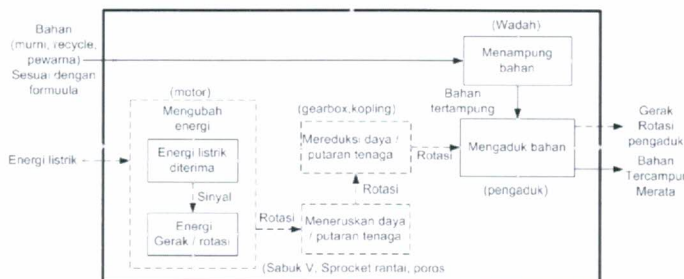 Bahan
(murni, recycle,
pewarna)
Sesuai dengan
formuula
Energi listrik
(motor)
Mengubah
energi
Energi listrik
diterima
Sinyal
Energi
Gerak / rotasi
Rotasi
(gearbox,kopling)
Mereduksi daya /
putaran tenaga
Rotasi
Rotasi
Meneruskan daya
/ putaran tenaga
(Sabuk V, Sprocket rantai, poros
(Wadah)
Menampung
bahan
Bahan
tertampung
Mengaduk bahan
(pengaduk)
Gerak
Rotasi
pengaduk
Bahan
Tercampur
Merata